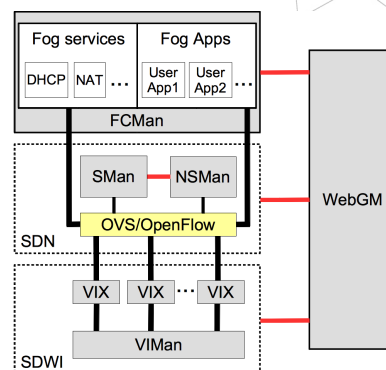 Fog services
Fog Apps
DHCP
NAT
...
User
App1
User
App2
...
FCMan
SMan
NSMan
OVS/OpenFlow
SDN
WebGM
VIX
VIX
...
VIX
VIMan
SDWI